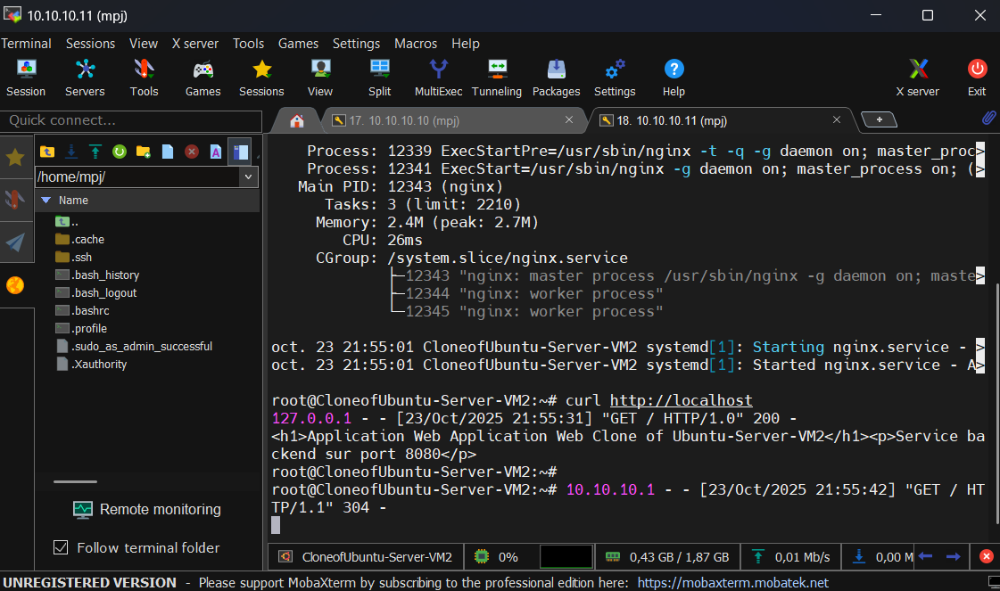 10.10.10.11 (mpj)
Terminal Sessions View X server Tools Games Settings Macros Help
Session Servers Tools Games Sessions View Split MultiExec Tunneling Packages Settings Help X server Exit
Quick connect...
17. 10.10.10.10 (mpj)
18. 10.10.10.11 (mpj)
/home/mpj/
Name
..
.cache
.ssh
.bash_history
.bash_logout
.bashrc
.profile
.sudo_as_admin_successful
.Xauthority
Remote monitoring
Follow terminal folder
Process: 12339 ExecStartPre=/usr/sbin/nginx -t -q -g daemon on; master_proc>
Process: 12341 ExecStart=/usr/sbin/nginx -g daemon on; master_process on; (>
Main PID: 12343 (nginx)
Tasks: 3 (limit: 2210)
Memory: 2.4M (peak: 2.7M)
CPU: 26ms
CGroup: /system.slice/nginx.service
├─12343 "nginx: master process /usr/sbin/nginx -g daemon on; maste>
├─12344 "nginx: worker process"
└─12345 "nginx: worker process"
oct. 23 21:55:01 CloneofUbuntu-Server-VM2 systemd[1]: Starting nginx.service - >
oct. 23 21:55:01 CloneofUbuntu-Server-VM2 systemd[1]: Started nginx.service - A>
root@CloneofUbuntu-Server-VM2:~# curl http://localhost
127.0.0.1 - - [23/Oct/2025 21:55:31] "GET / HTTP/1.0" 200 -
<h1>Application Web Application Web Clone of Ubuntu-Server-VM2</h1><p>Service ba
ckend sur port 8080</p>
root@CloneofUbuntu-Server-VM2:~#
root@CloneofUbuntu-Server-VM2:~# 10.10.10.1 - - [23/Oct/2025 21:55:42] "GET / HT
TP/1.1" 304 -
CloneofUbuntu-Server-VM2 0% 0,43 GB / 1,87 GB 0,01 Mb/s 0,00 M
UNREGISTERED VERSION - Please support MobaXterm by subscribing to the professional edition here: https://mobaxterm.mobatek.net